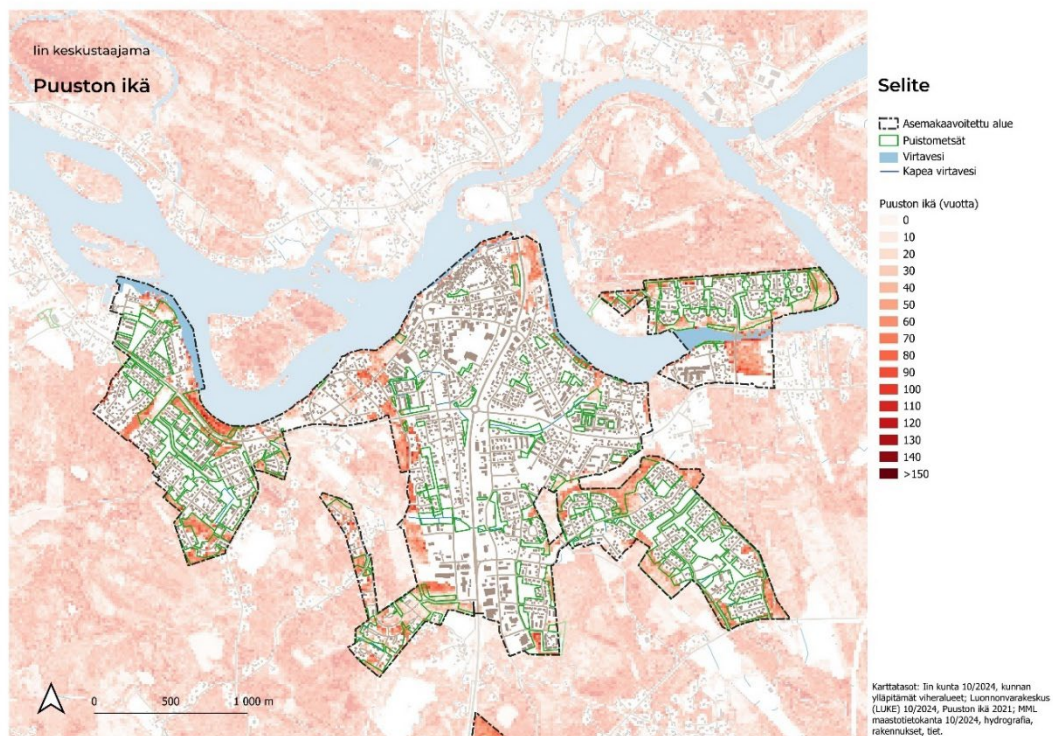 Iin keskustaajama
Puuston ikä
Selite
Asemakaavoitettu alue
Puistometsät
Virtavesi
Kapea virtavesi
Puuston ikä (vuotta)
0
10
20
30
40
50
60
70
80
90
100
110
120
130
140
>150
0 500 1 000 m
Karttatasot: Iin kunta 10/2024, kunnan
ylläpitämät viheralueet; Luonnonvarakeskus
(LUKE) 10/2024, Puuston ikä 2021; MML
maastotietokanta 10/2024, hydrografia,
rakennukset, tiet.